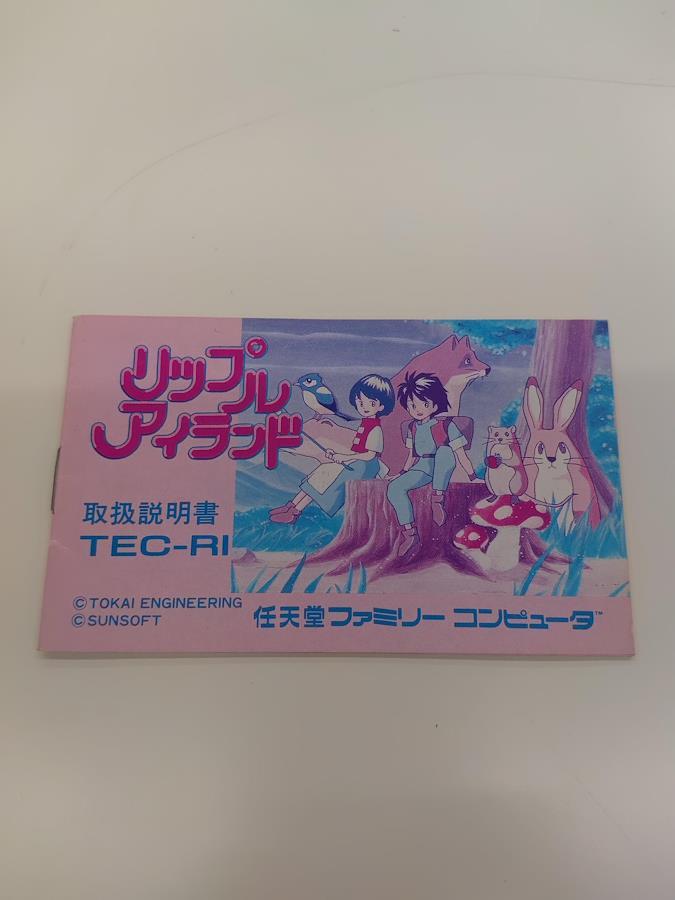 リップル
アイランド
取扱説明書
TEC-RI
©TOKAI ENGINEERING
©SUNSOFT
任天堂ファミリー コンピュータ™